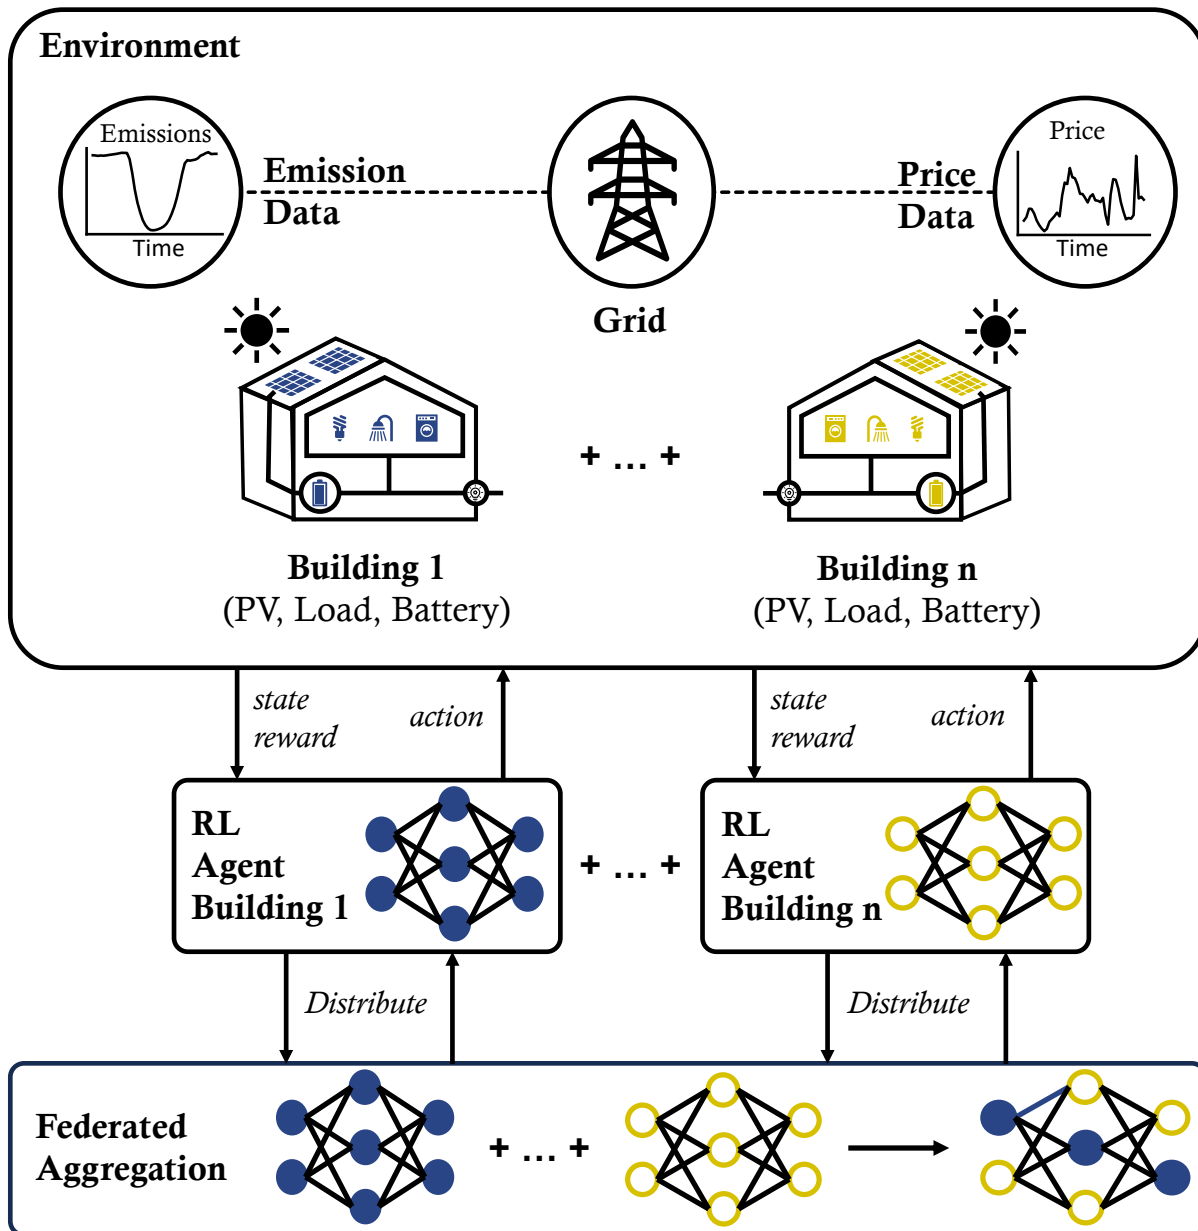 Environment
Emissions
Time
Emission
Data
Grid
Price
Data
Price
Time
+ ... +
Building 1
(PV, Load, Battery)
Building n
(PV, Load, Battery)
state
reward
action
state
reward
action
RL
Agent
Building 1
+ ... +
RL
Agent
Building n
Distribute
Distribute
Federated
Aggregation
+ ... +